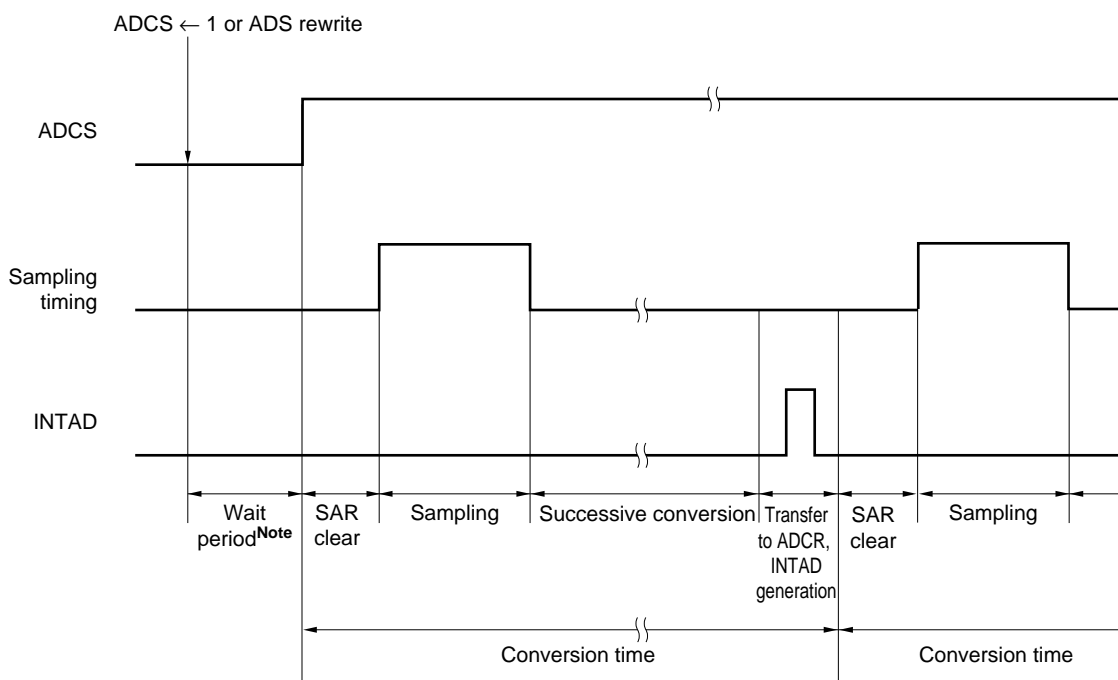 ADCS ← 1 or ADS rewrite
ADCS
Sampling
timing
INTAD
Wait
periodNote
SAR
clear
Sampling
Successive conversion
Transfer
to ADCR,
INTAD
generation
SAR
clear
Sampling
Conversion time
Conversion time